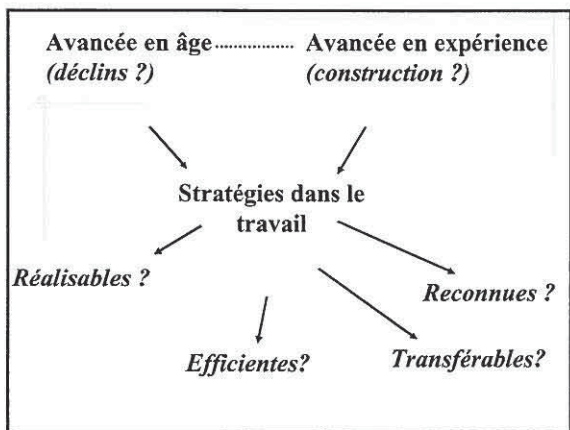 Avancée en âge .................... Avancée en expérience
(déclins ?) (construction ?)
Stratégies dans le
travail
Réalisables ?
Reconnues ?
Efficientes? Transférables?